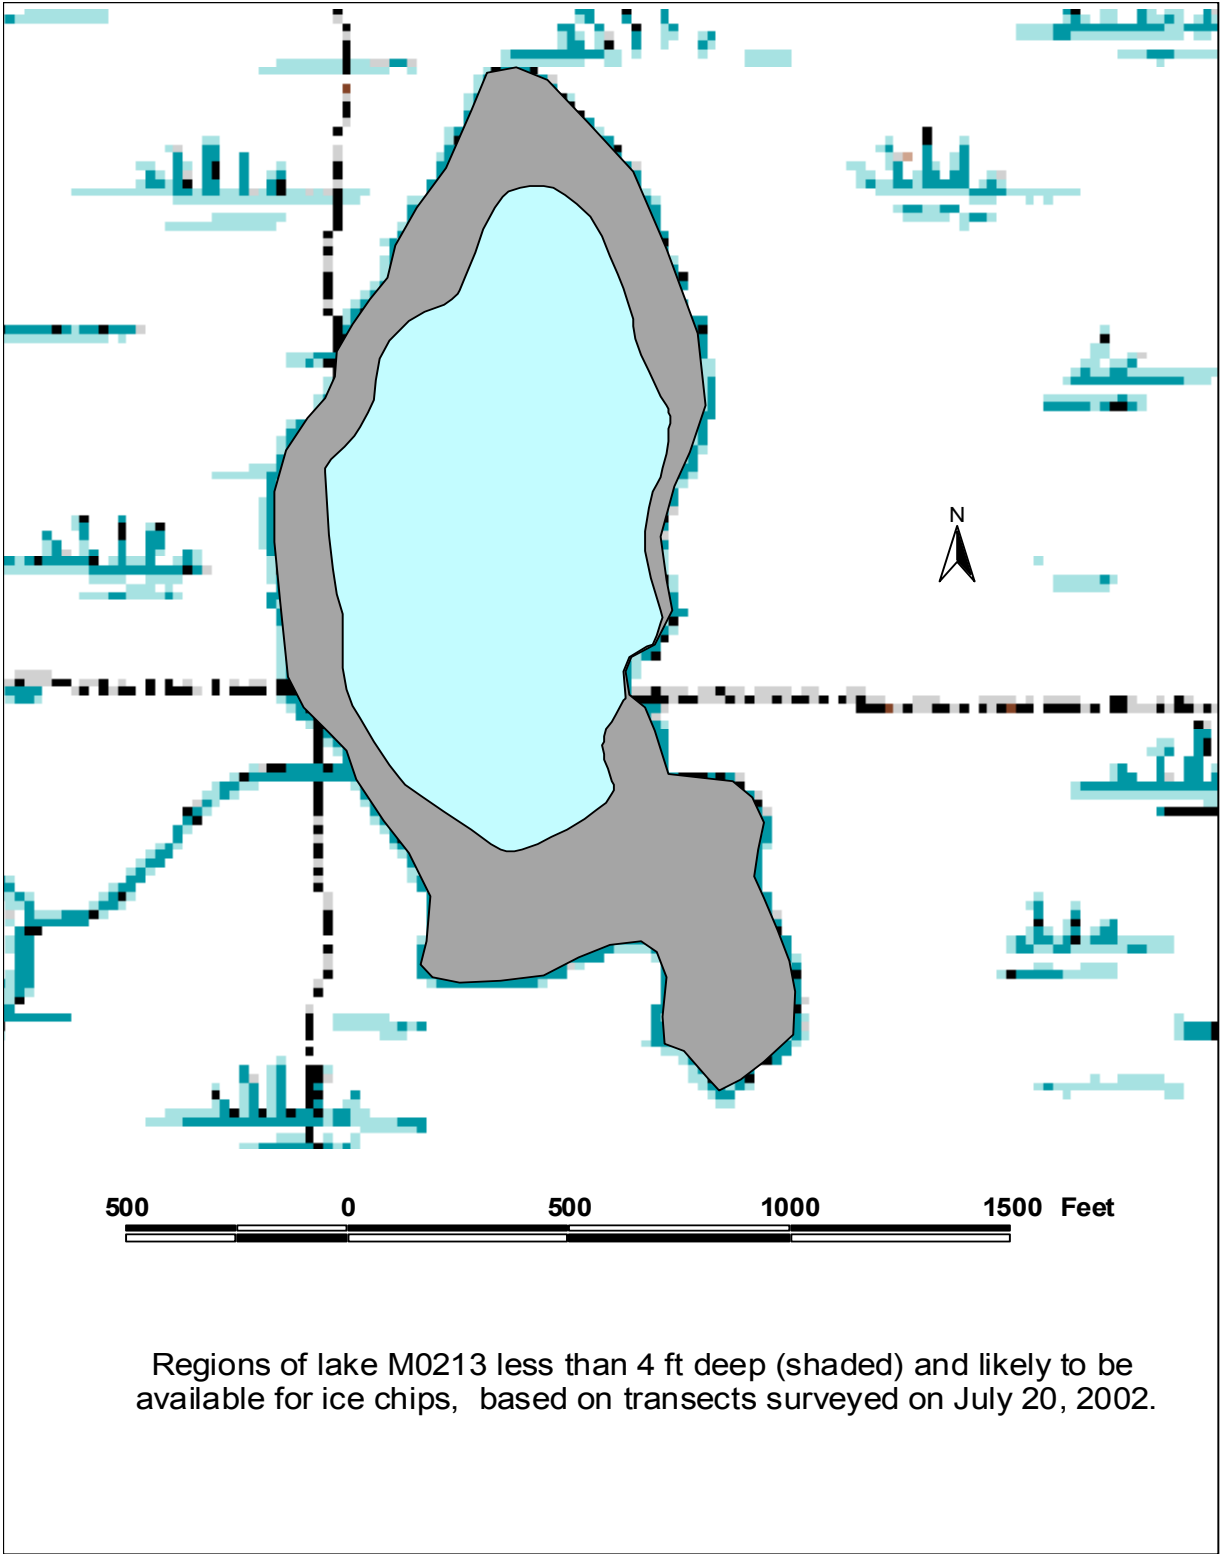 N
500 0 500 1000 1500 Feet
Regions of lake M0213 less than 4 ft deep (shaded) and likely to be
available for ice chips,  based on transects surveyed on July 20, 2002.